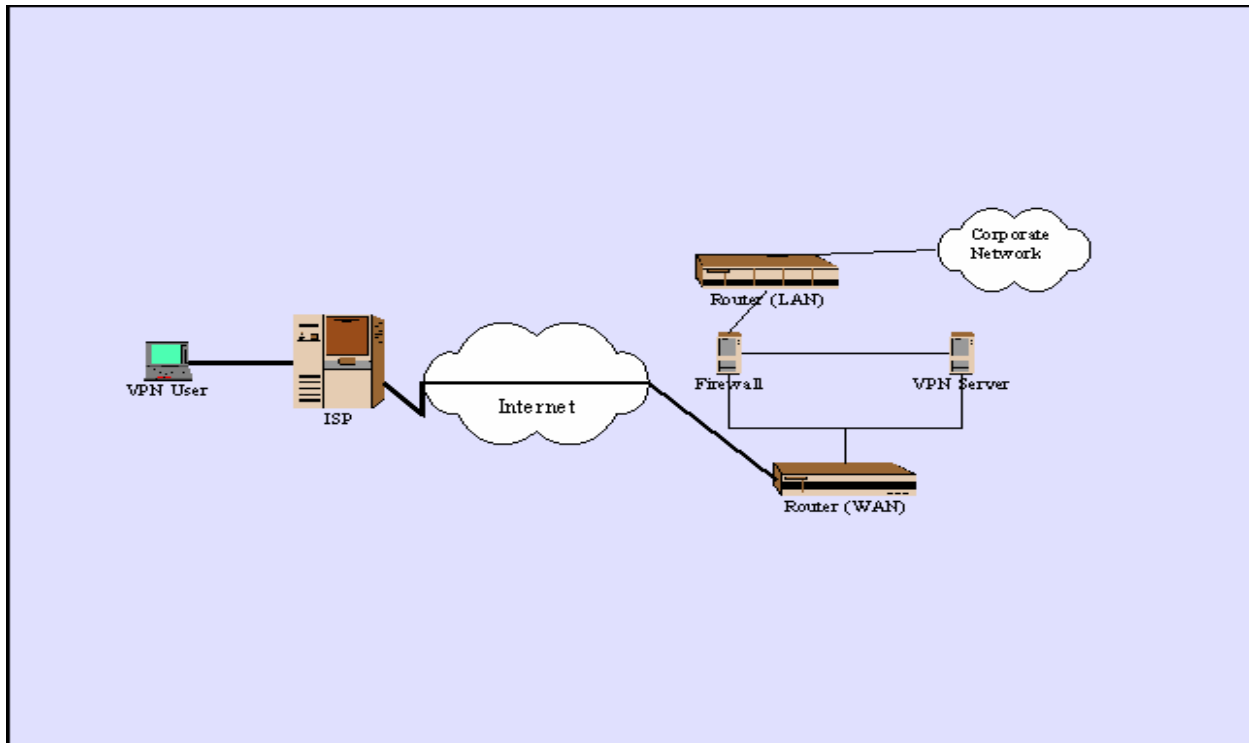 Corporate
Network
Router (LAN)
Firewall
VPN Server
VPN User
ISP
Internet
Router (WAN)